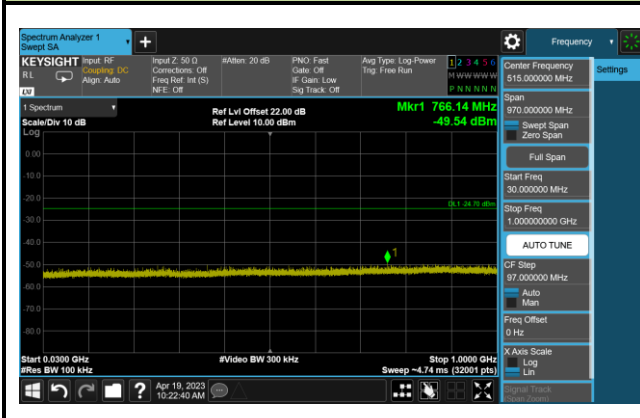 Spectrum Analyzer 1
Swept SA
+
Frequency
KEYSIGHT Input: RF Input Z: 50 Ω #Atten: 20 dB PNO: Fast Avg Type: Log-Power 1 2 3 4 5 6
RL Coupling: DC Corrections: Off Gate: Off Trig: Free Run M W W W W W
Align: Auto Freq Ref: Int (S) IF Gain: Low
NFE: Off Sig Track: Off P N N N N N
LXI
1 Spectrum
Scale/Div 10 dB
Log
Ref Lvl Offset 22.00 dB
Ref Level 10.00 dBm
Mkr1 766.14 MHz
-49.54 dBm
0.00
-10.0
-20.0
DL1 -24.70 dBm
-30.0
-40.0
1
-50.0
-60.0
-70.0
-80.0
Start 0.0300 GHz #Video BW 300 kHz Stop 1.0000 GHz
#Res BW 100 kHz Sweep ~4.74 ms (32001 pts)
Center Frequency
515.000000 MHz
Settings
Span
970.000000 MHz
Swept Span
Zero Span
Full Span
Start Freq
30.000000 MHz
Stop Freq
1.000000000 GHz
AUTO TUNE
CF Step
97.000000 MHz
Auto
Man
Freq Offset
0 Hz
X Axis Scale
Log
Lin
Signal Track
(Span Zoom)
?
Apr 19, 2023
10:22:40 AM